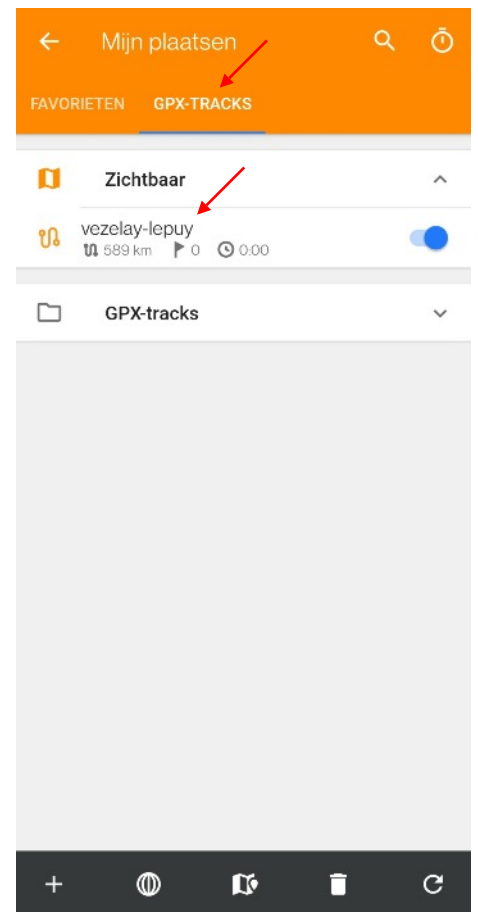 Mijn plaatsen
FAVORIETEN GPX-TRACKS
Zichtbaar
vezelay-lepuy
589 km 0 0:00
GPX-tracks